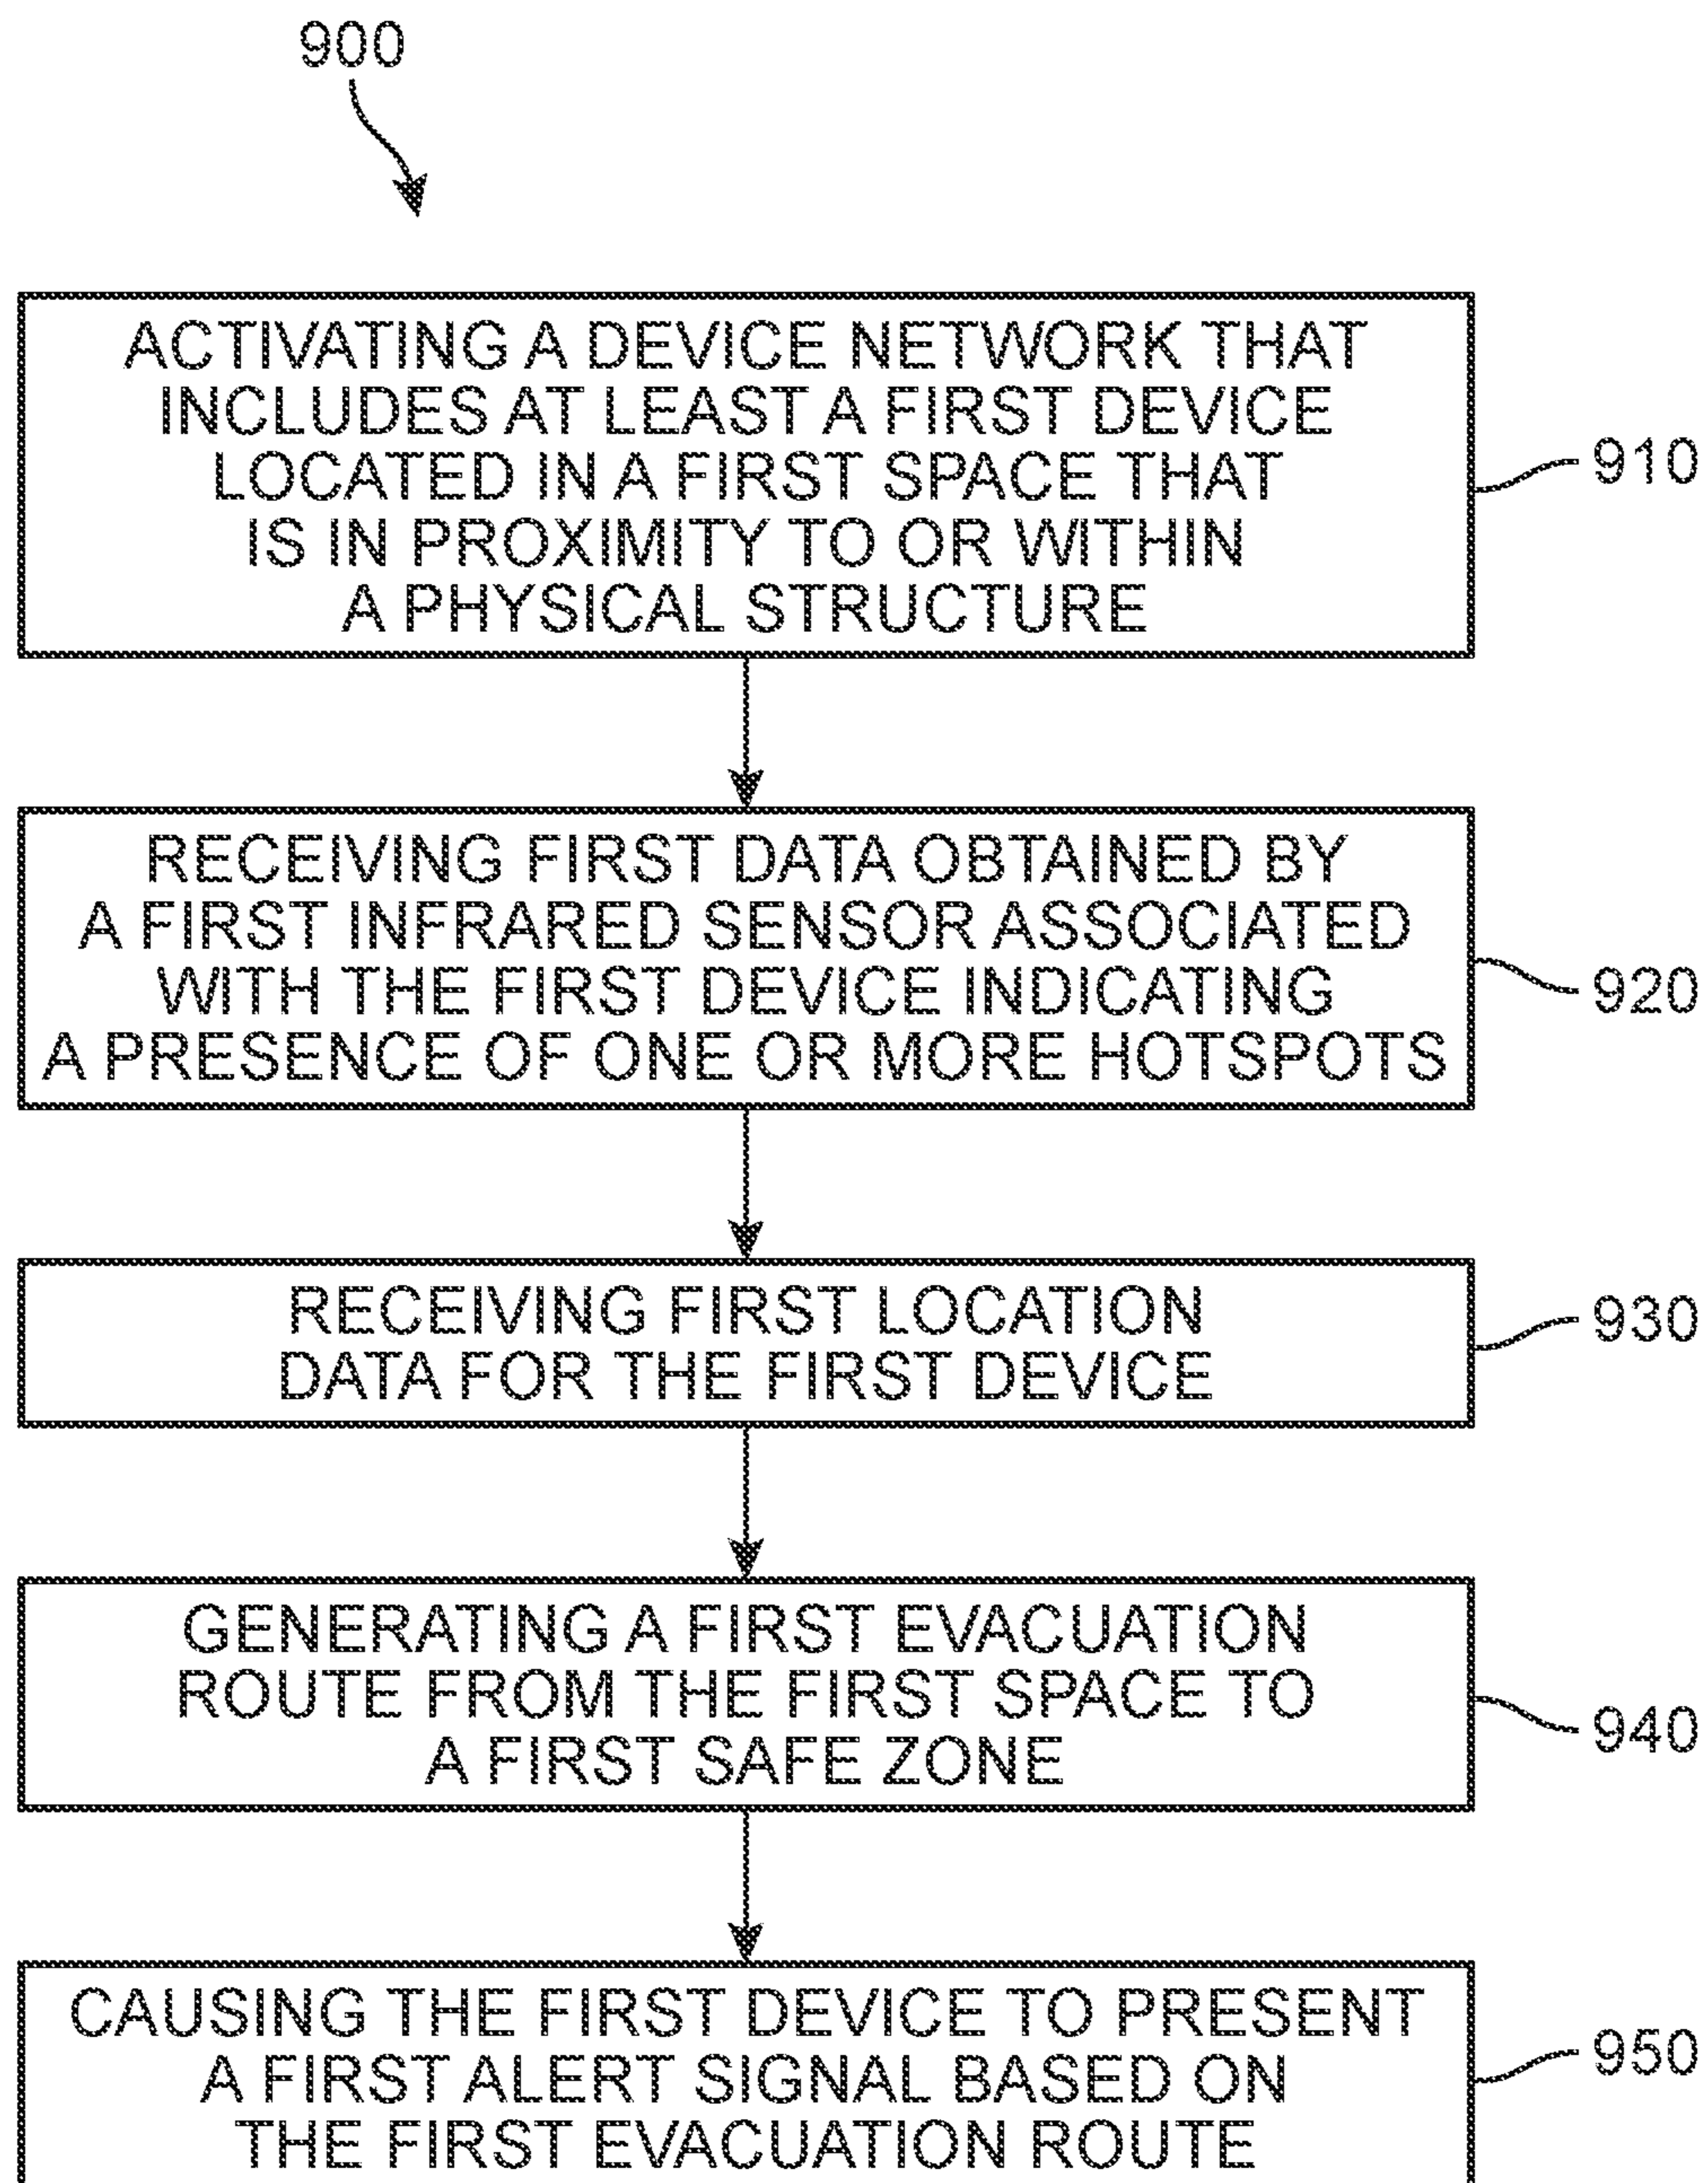 900
ACTIVATING A DEVICE NETWORK THAT
INCLUDES AT LEAST A FIRST DEVICE
LOCATED IN A FIRST SPACE THAT
IS IN PROXIMITY TO OR WITHIN
A PHYSICAL STRUCTURE
910
RECEIVING FIRST DATA OBTAINED BY
A FIRST INFRARED SENSOR ASSOCIATED
WITH THE FIRST DEVICE INDICATING
A PRESENCE OF ONE OR MORE HOTSPOTS
920
RECEIVING FIRST LOCATION
DATA FOR THE FIRST DEVICE
930
GENERATING A FIRST EVACUATION
ROUTE FROM THE FIRST SPACE TO
A FIRST SAFE ZONE
940
CAUSING THE FIRST DEVICE TO PRESENT
A FIRST ALERT SIGNAL BASED ON
THE FIRST EVACUATION ROUTE
950